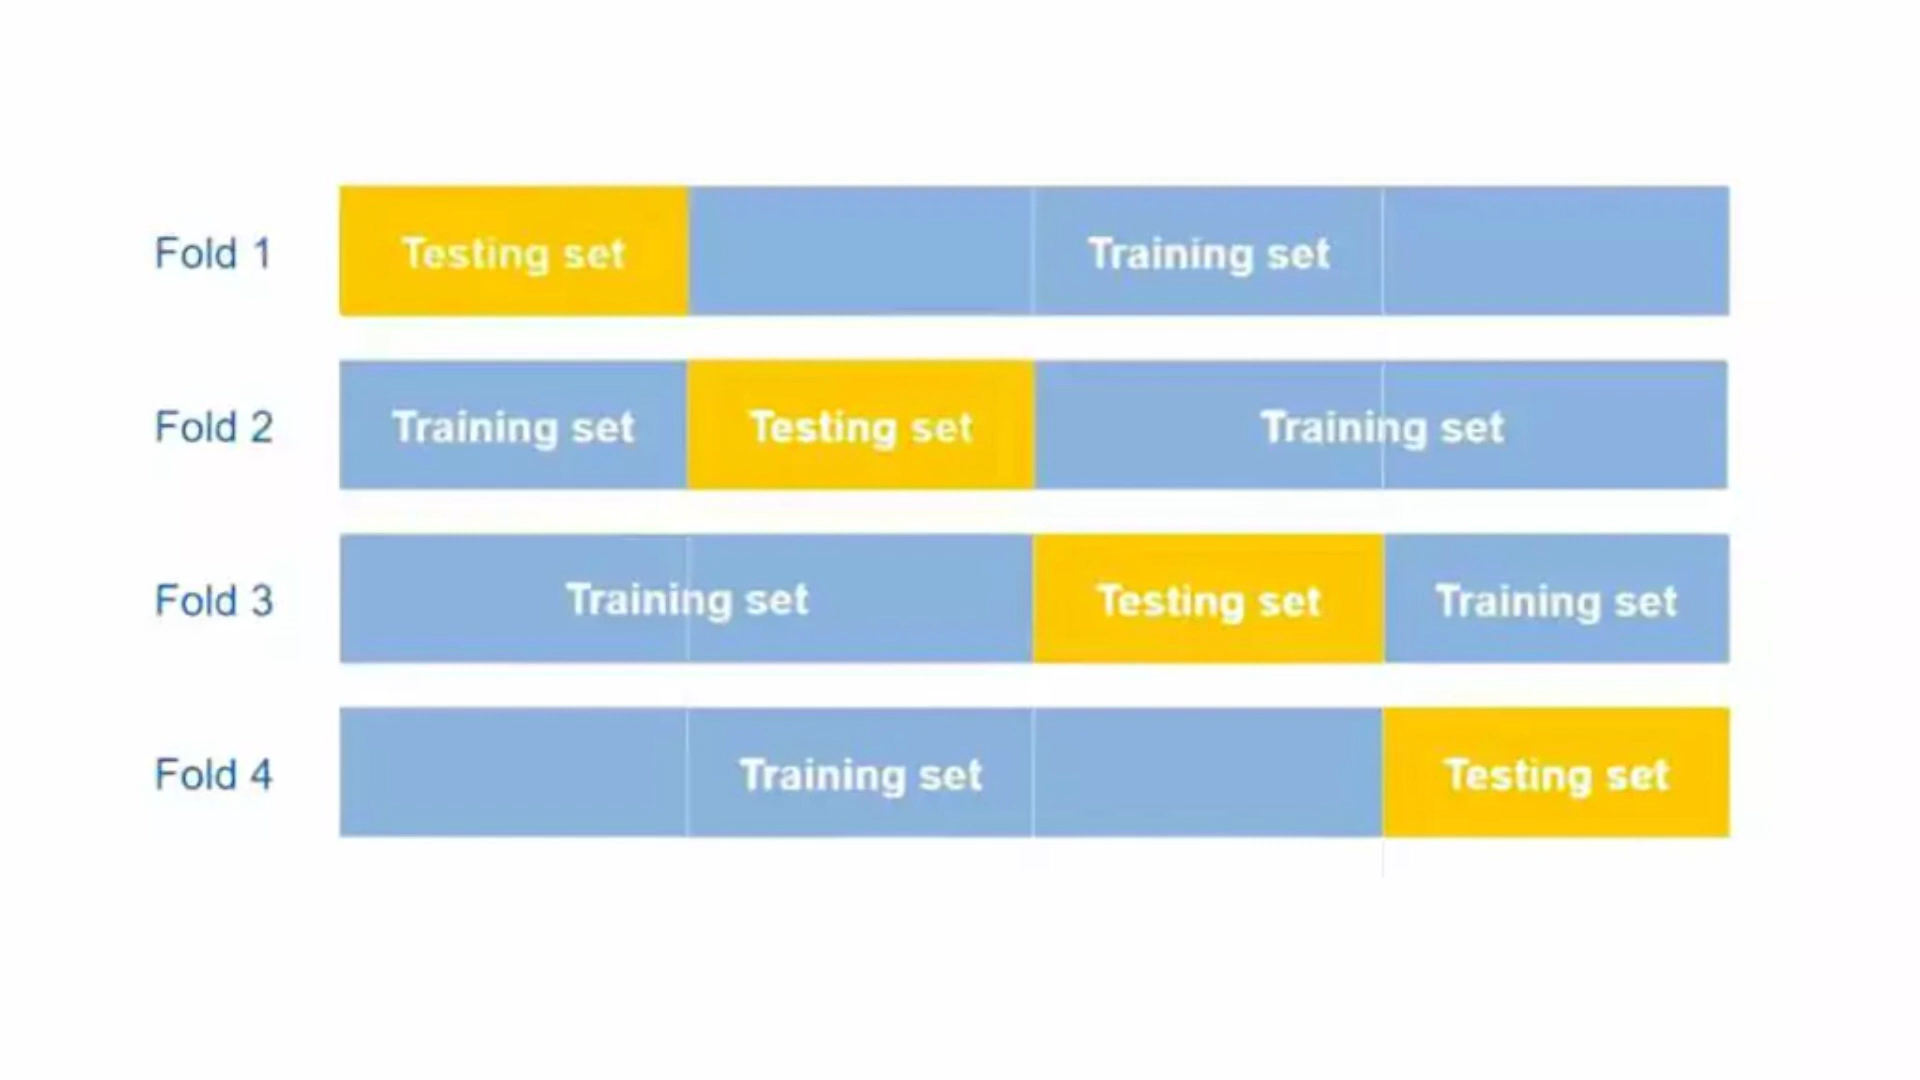 Fold 1 Testing set Training set
Fold 2 Training set Testing set Training set
Fold 3 Training set Testing set Training set
Fold 4 Training set Testing set